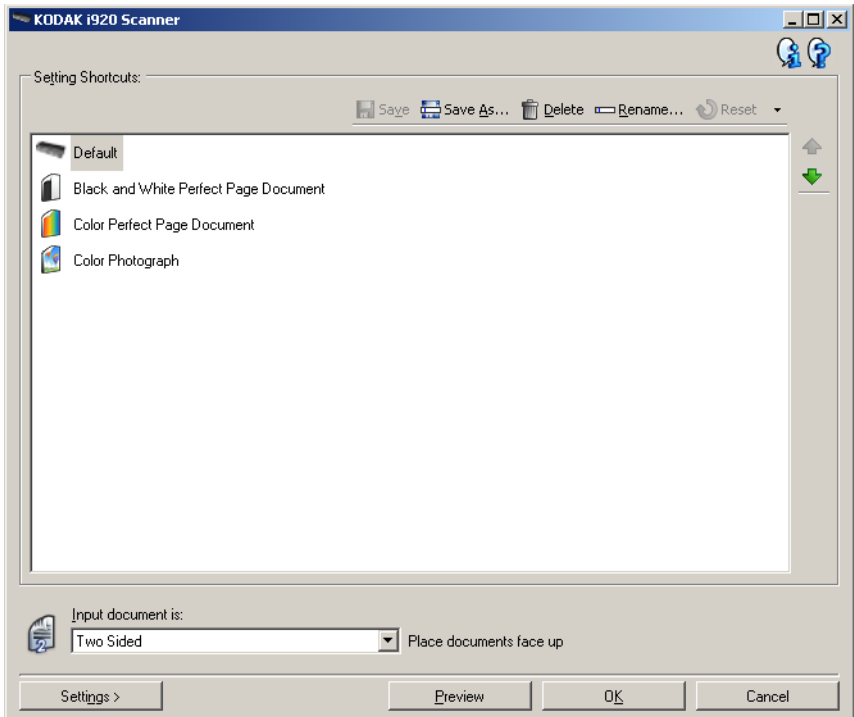 KODAK i920 Scanner
Setting Shortcuts:
Save Save As... Delete Rename... Reset
Default
Black and White Perfect Page Document
Color Perfect Page Document
Color Photograph
Input document is:
Two Sided Place documents face up
Settings > Preview OK Cancel